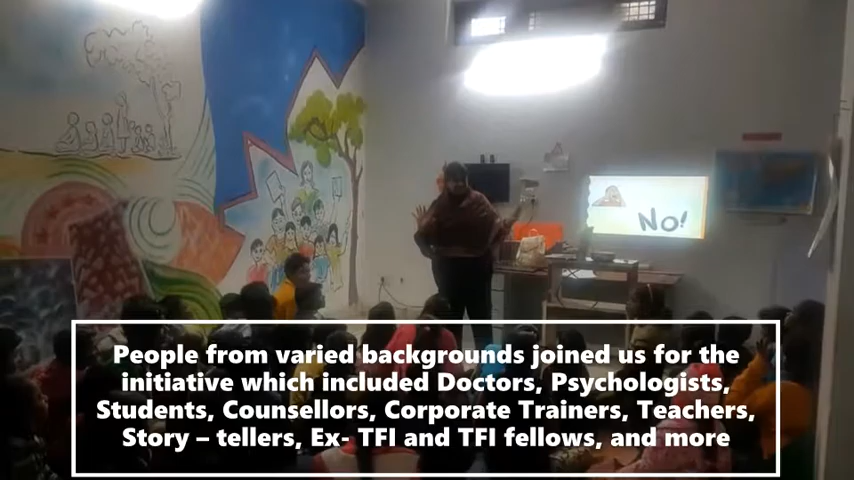 No!
People from varied backgrounds joined us for the
initiative which included Doctors, Psychologists,
Students, Counsellors, Corporate Trainers, Teachers,
Story – tellers, Ex- TFI and TFI fellows, and more